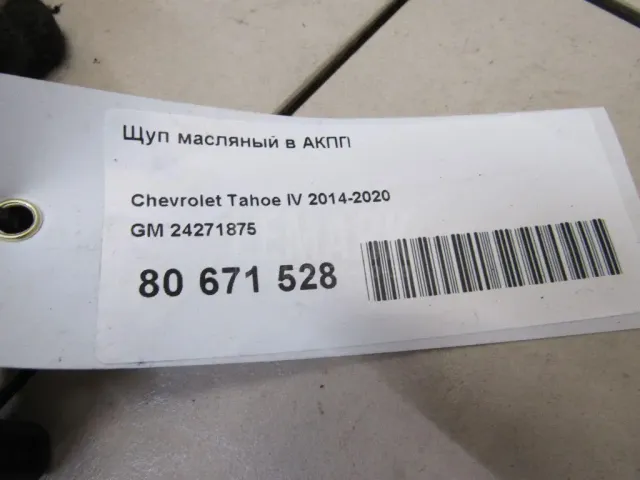 Щуп масляный в АКПП
Chevrolet Tahoe IV 2014-2020
GM 24271875
80 671 528